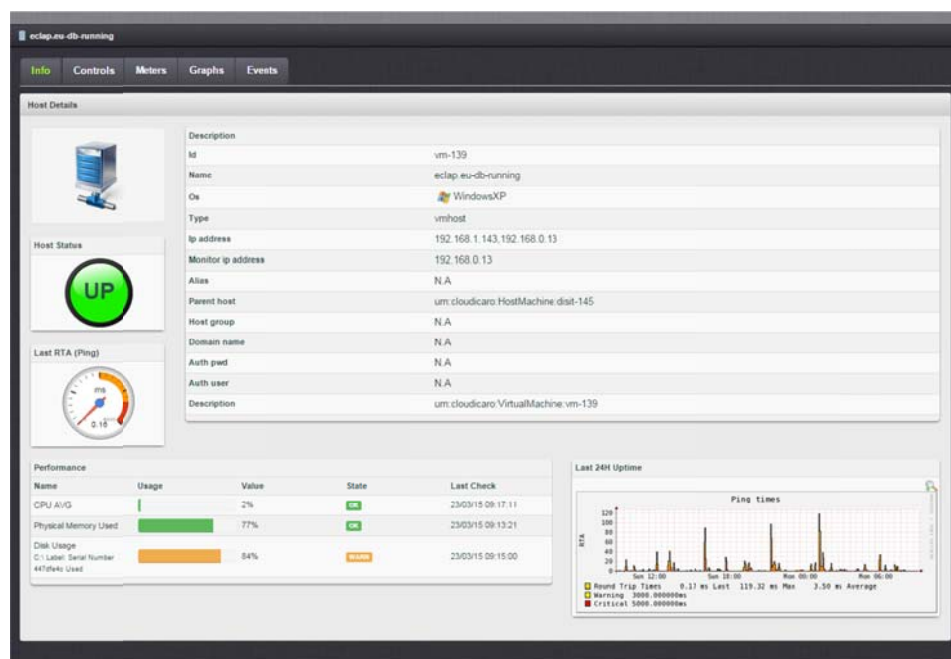 eclap.eu-db-running
Info Controls Meters Graphs Events
Host Details
Description
Id vm-139
Name eclap.eu-db-running
Os WindowsXP
Type vmhost
Ip address 192.168.1.143,192.168.0.13
Monitor ip address 192.168.0.13
Alias N.A
Parent host urn:cloudicaro:HostMachine:disit-145
Host group N.A
Domain name N.A
Auth pwd N.A
Auth user N.A
Description urn:cloudicaro:VirtualMachine:vm-139
Host Status
UP
Last RTA (Ping)
ms
0.16
Performance
Name Usage Value State Last Check
CPU AVG 2% OK 23/03/15 09:17:11
Physical Memory Used 77% OK 23/03/15 09:13:21
Disk Usage
C:\ Label: Serial Number
447dfe4c Used
84% WARN 23/03/15 09:15:00
Last 24H Uptime
Ping times
RTA
120
100
80
60
40
20
0
Sun 12:00 Sun 18:00 Mon 00:00 Mon 06:00
Round Trip Times 0.17 ms Last 119.32 ms Max 3.50 ms Average
Warning 3000.000000ms
Critical 5000.000000ms